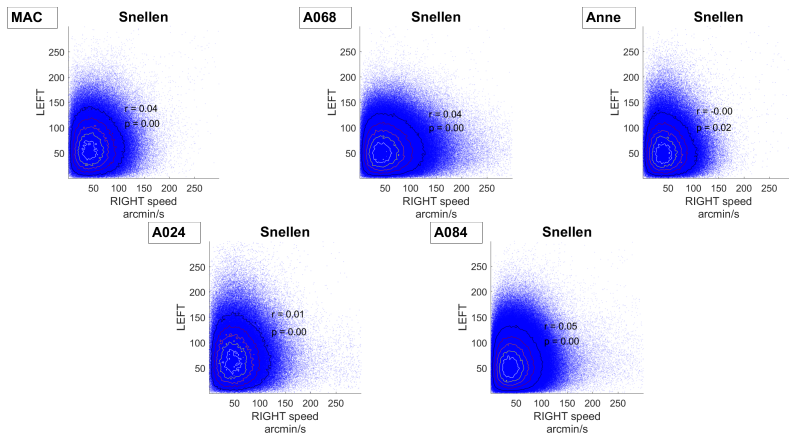 MAC
Snellen
250
200
150
100
50
LEFT
r = 0.04
p = 0.00
50 100 150 200 250
RIGHT speed
arcmin/s
A068
Snellen
250
200
150
100
50
LEFT
r = 0.04
p = 0.00
50 100 150 200 250
RIGHT speed
arcmin/s
Anne
Snellen
250
200
150
100
50
LEFT
r = -0.00
p = 0.02
50 100 150 200 250
RIGHT speed
arcmin/s
A024
Snellen
250
200
150
100
50
LEFT
r = 0.01
p = 0.00
50 100 150 200 250
RIGHT speed
arcmin/s
A084
Snellen
250
200
150
100
50
LEFT
r = 0.05
p = 0.00
50 100 150 200 250
RIGHT speed
arcmin/s